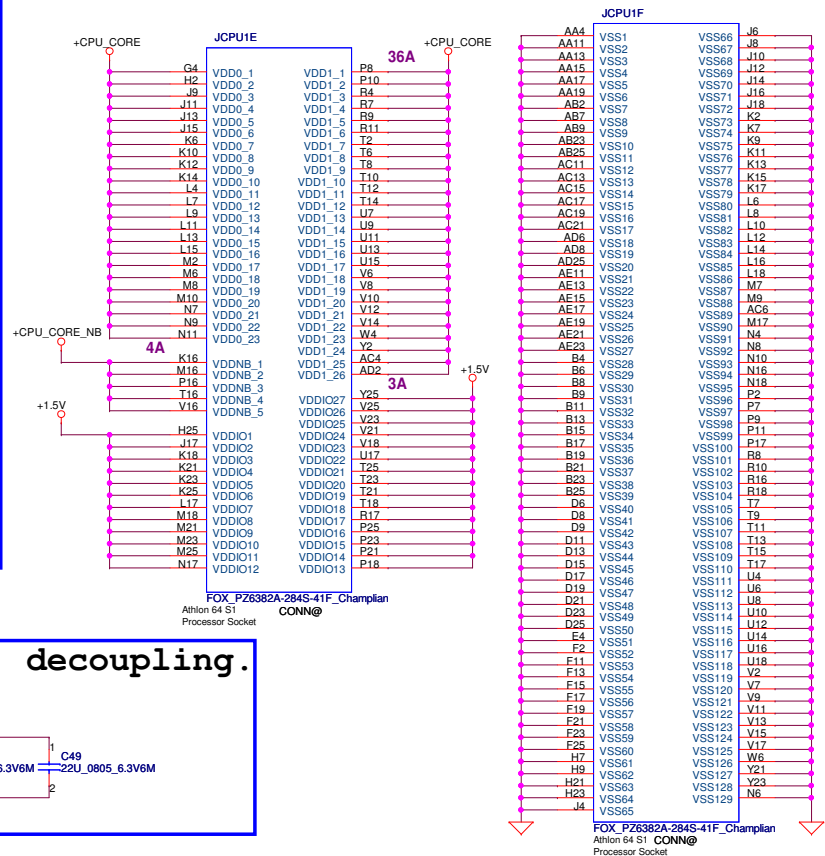 JCPU1E
+CPU_CORE
+CPU_CORE
36A
G4 VDD0_1 VDD1_1 P8
H2 VDD0_2 VDD1_2 P10
J9 VDD0_3 VDD1_3 R4
J11 VDD0_4 VDD1_4 R7
J13 VDD0_5 VDD1_5 R9
J15 VDD0_6 VDD1_6 R11
K6 VDD0_7 VDD1_7 T2
K10 VDD0_8 VDD1_8 T6
K12 VDD0_9 VDD1_9 T8
K14 VDD0_10 VDD1_10 T10
L4 VDD0_11 VDD1_11 T12
L7 VDD0_12 VDD1_12 T14
L9 VDD0_13 VDD1_13 U7
L11 VDD0_14 VDD1_14 U9
L13 VDD0_15 VDD1_15 U11
L15 VDD0_16 VDD1_16 U13
M2 VDD0_17 VDD1_17 U15
M6 VDD0_18 VDD1_18 V6
M8 VDD0_19 VDD1_19 V8
M10 VDD0_20 VDD1_20 V10
N7 VDD0_21 VDD1_21 V12
N9 VDD0_22 VDD1_22 V14
N11 VDD0_23 VDD1_23 W4
VDD1_24 Y2
VDD1_25 AC4
VDD1_26 AD2
+CPU_CORE_NB
4A
K16 VDDNB_1
M16 VDDNB_2
P16 VDDNB_3
T16 VDDNB_4
V16 VDDNB_5
+1.5V
3A
+1.5V
VDDIO27 Y25
VDDIO26 V25
VDDIO25 V23
H25 VDDIO1 VDDIO24 V21
J17 VDDIO2 VDDIO23 V18
K18 VDDIO3 VDDIO22 U17
K21 VDDIO4 VDDIO21 T25
K23 VDDIO5 VDDIO20 T23
K25 VDDIO6 VDDIO19 T21
L17 VDDIO7 VDDIO18 T18
M18 VDDIO8 VDDIO17 R17
M21 VDDIO9 VDDIO16 P25
M23 VDDIO10 VDDIO15 P23
M25 VDDIO11 VDDIO14 P21
N17 VDDIO12 VDDIO13 P18
FOX_PZ6382A-284S-41F_Champlian
Athlon 64 S1
Processor Socket
CONN@
decoupling.
6.3V6M
1
C49
22U_0805_6.3V6M
2
JCPU1F
AA4 VSS1 VSS66 J6
AA11 VSS2 VSS67 J8
AA13 VSS3 VSS68 J10
AA15 VSS4 VSS69 J12
AA17 VSS5 VSS70 J14
AA19 VSS6 VSS71 J16
AB2 VSS7 VSS72 J18
AB7 VSS8 VSS73 K2
AB9 VSS9 VSS74 K7
AB23 VSS10 VSS75 K9
AB25 VSS11 VSS76 K11
AC11 VSS12 VSS77 K13
AC13 VSS13 VSS78 K15
AC15 VSS14 VSS79 K17
AC17 VSS15 VSS80 L6
AC19 VSS16 VSS81 L8
AC21 VSS17 VSS82 L10
AD6 VSS18 VSS83 L12
AD8 VSS19 VSS84 L14
AD25 VSS20 VSS85 L16
AE11 VSS21 VSS86 L18
AE13 VSS22 VSS87 M7
AE15 VSS23 VSS88 M9
AE17 VSS24 VSS89 AC6
AE19 VSS25 VSS90 M17
AE21 VSS26 VSS91 N4
AE23 VSS27 VSS92 N8
B4 VSS28 VSS93 N10
B6 VSS29 VSS94 N16
B8 VSS30 VSS95 N18
B9 VSS31 VSS96 P2
B11 VSS32 VSS97 P7
B13 VSS33 VSS98 P9
B15 VSS34 VSS99 P11
B17 VSS35 VSS100 P17
B19 VSS36 VSS101 R8
B21 VSS37 VSS102 R10
B23 VSS38 VSS103 R16
B25 VSS39 VSS104 R18
D6 VSS40 VSS105 T7
D8 VSS41 VSS106 T9
D9 VSS42 VSS107 T11
D11 VSS43 VSS108 T13
D13 VSS44 VSS109 T15
D15 VSS45 VSS110 T17
D17 VSS46 VSS111 U4
D19 VSS47 VSS112 U6
D21 VSS48 VSS113 U8
D23 VSS49 VSS114 U10
D25 VSS50 VSS115 U12
E4 VSS51 VSS116 U14
F2 VSS52 VSS117 U16
F11 VSS53 VSS118 U18
F13 VSS54 VSS119 V2
F15 VSS55 VSS120 V7
F17 VSS56 VSS121 V9
F19 VSS57 VSS122 V11
F21 VSS58 VSS123 V13
F23 VSS59 VSS124 V15
F25 VSS60 VSS125 V17
H7 VSS61 VSS126 W6
H9 VSS62 VSS127 Y21
H21 VSS63 VSS128 Y23
H23 VSS64 VSS129 N6
J4 VSS65
FOX_PZ6382A-284S-41F_Champlian
Athlon 64 S1 CONN@
Processor Socket